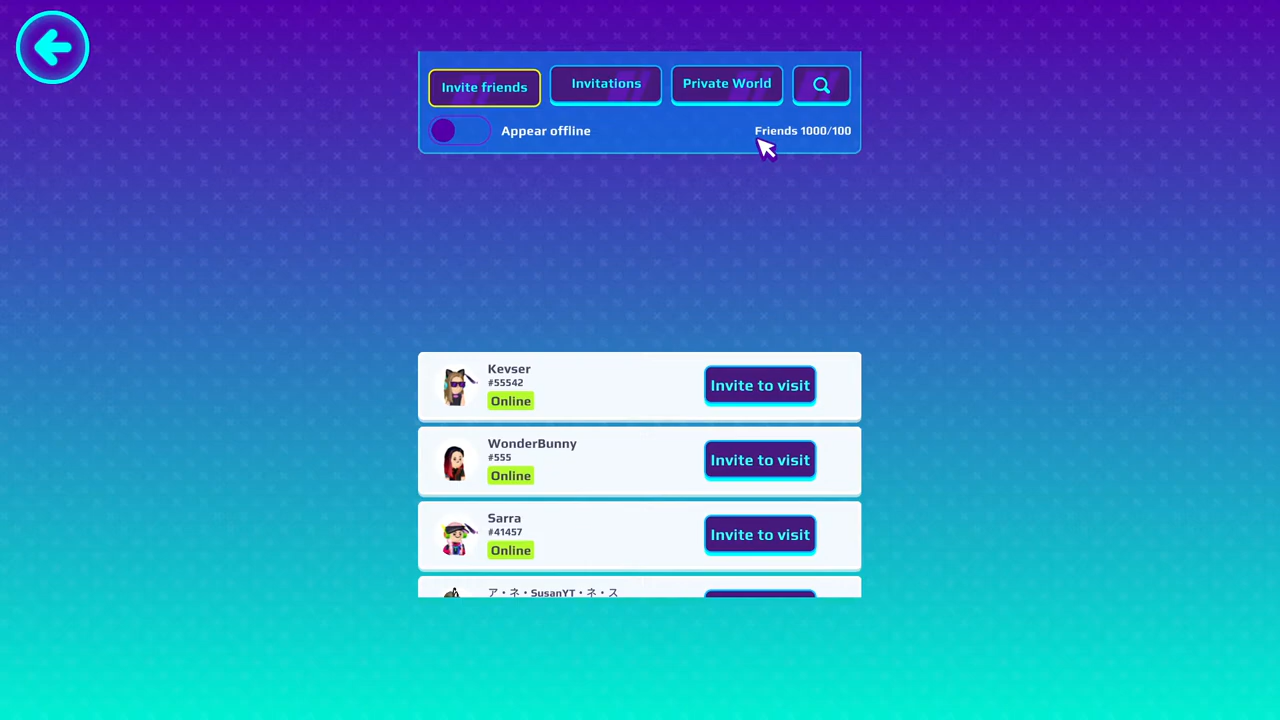 Invite friends
Invitations
Private World
Appear offline
Friends 1000/100
Kevser
#55542
Online
Invite to visit
WonderBunny
#555
Online
Invite to visit
Sarra
#41457
Online
Invite to visit
ア・ネ・SusanYT・ネ・ス